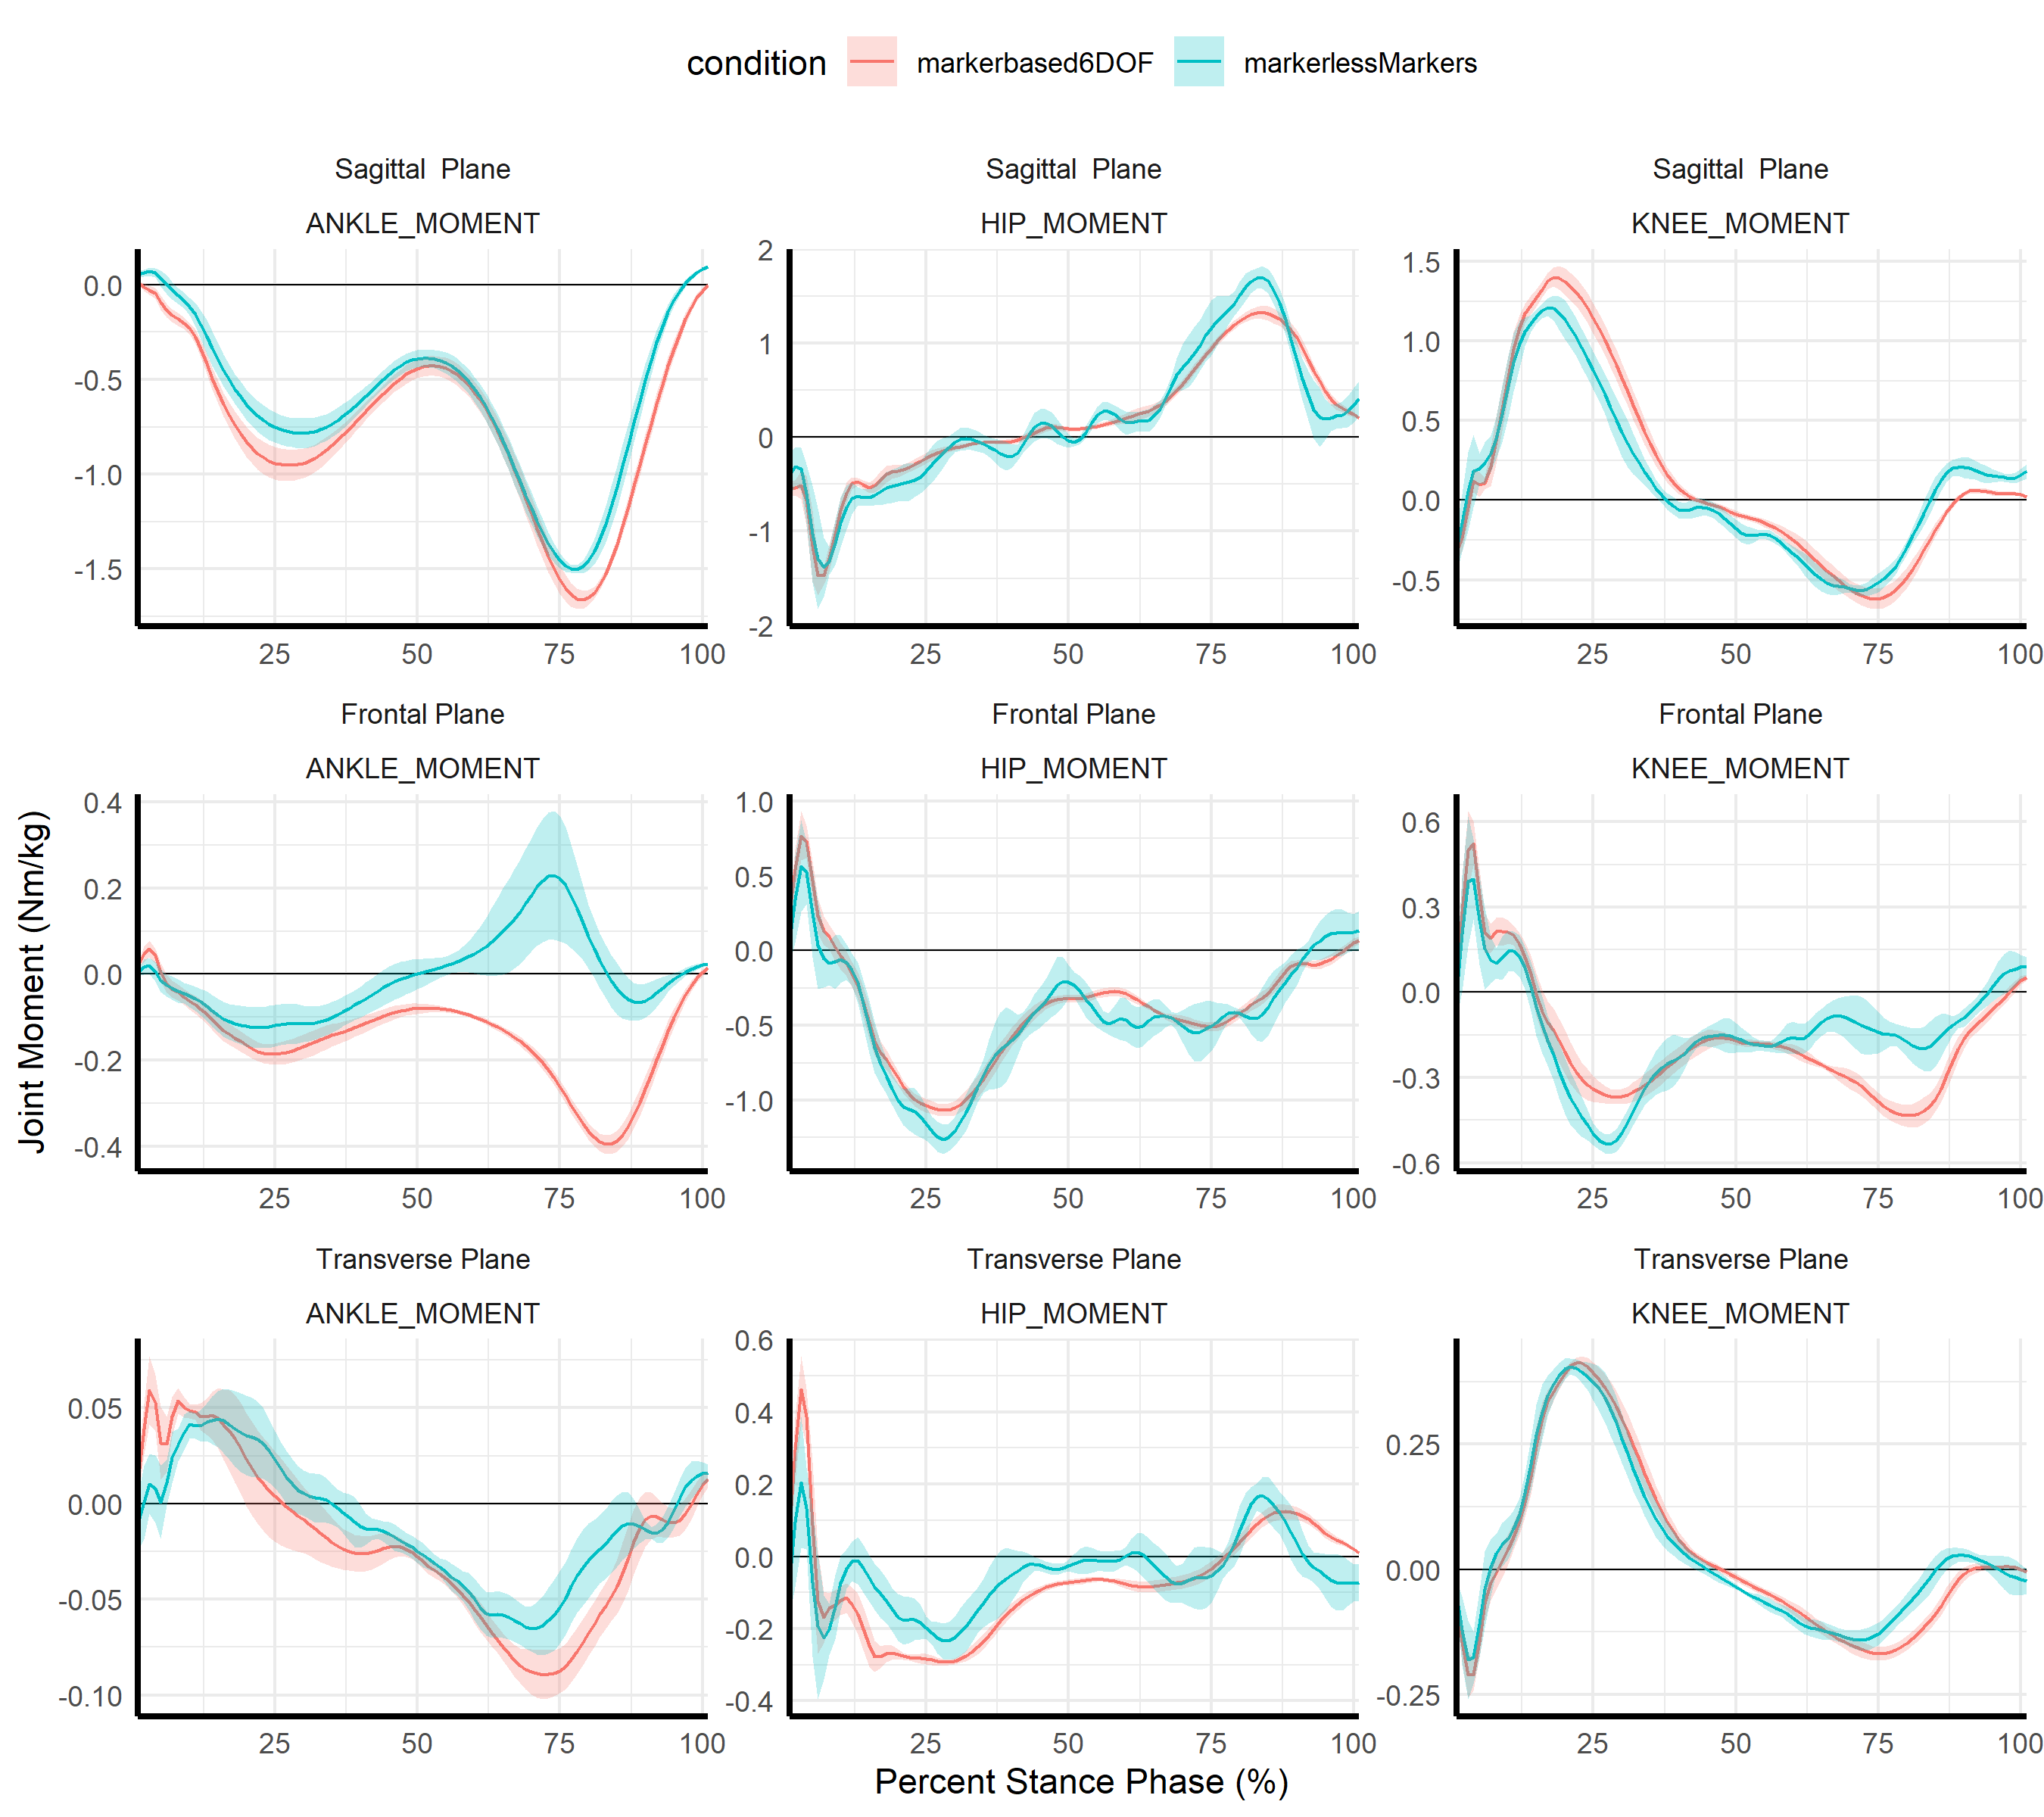 condition markerbased6DOF markerlessMarkers
Sagittal  Plane Sagittal  Plane Sagittal  Plane
ANKLE_MOMENT HIP_MOMENT KNEE_MOMENT
0.0
-0.5
-1.0
-1.5
25 50 75 100
2
1
0
-1
-2
25 50 75 100
1.5
1.0
0.5
0.0
-0.5
25 50 75 100
Frontal Plane Frontal Plane Frontal Plane
ANKLE_MOMENT HIP_MOMENT KNEE_MOMENT
Joint Moment (Nm/kg)
0.4
0.2
0.0
-0.2
-0.4
25 50 75 100
1.0
0.5
0.0
-0.5
-1.0
25 50 75 100
0.6
0.3
0.0
-0.3
-0.6
25 50 75 100
Transverse Plane Transverse Plane Transverse Plane
ANKLE_MOMENT HIP_MOMENT KNEE_MOMENT
0.05
0.00
-0.05
-0.10
25 50 75 100
0.6
0.4
0.2
0.0
-0.2
-0.4
25 50 75 100
0.25
0.00
-0.25
25 50 75 100
Percent Stance Phase (%)